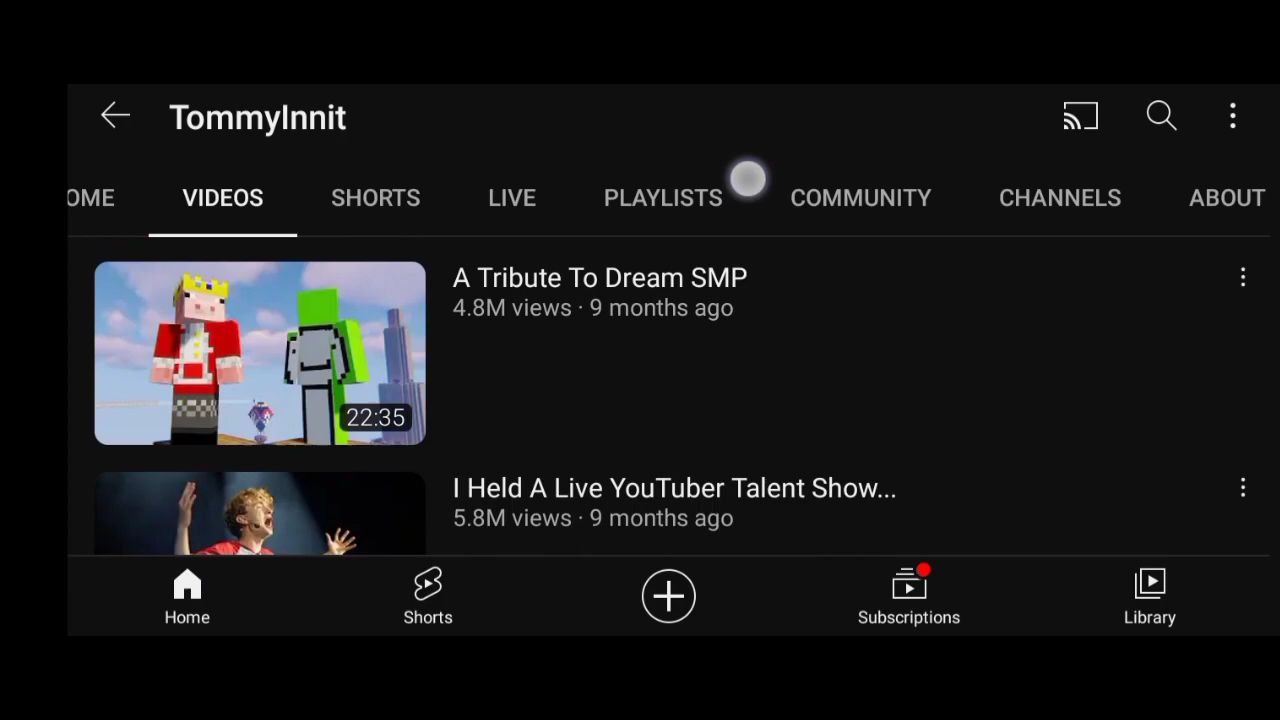 TommyInnit
OME VIDEOS SHORTS LIVE PLAYLISTS COMMUNITY CHANNELS ABOUT
A Tribute To Dream SMP
4.8M views · 9 months ago
22:35
I Held A Live YouTuber Talent Show...
5.8M views · 9 months ago
Home Shorts Subscriptions Library